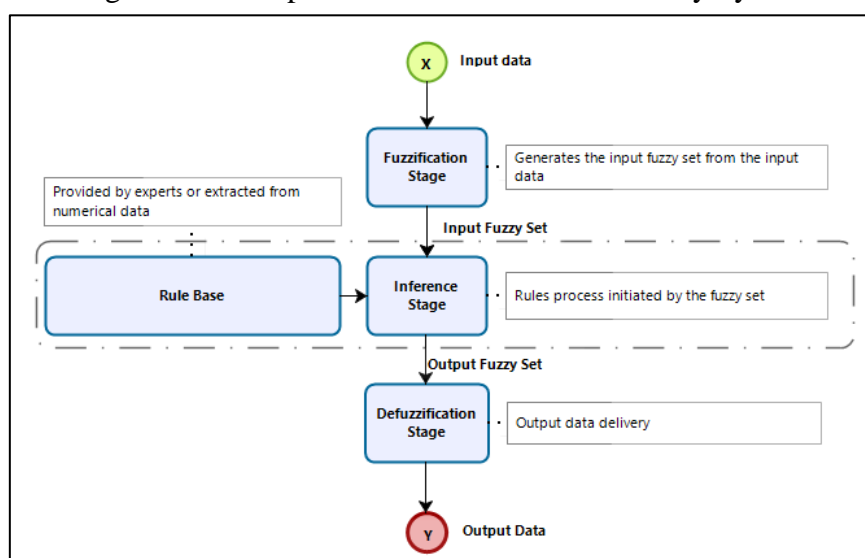 X
Input data
Fuzzification
Stage
Generates the input fuzzy set from the input
data
Provided by experts or extracted from
numerical data
Input Fuzzy Set
Rule Base
Inference
Stage
Rules process initiated by the fuzzy set
Output Fuzzy Set
Defuzzification
Stage
Output data delivery
Y
Output Data